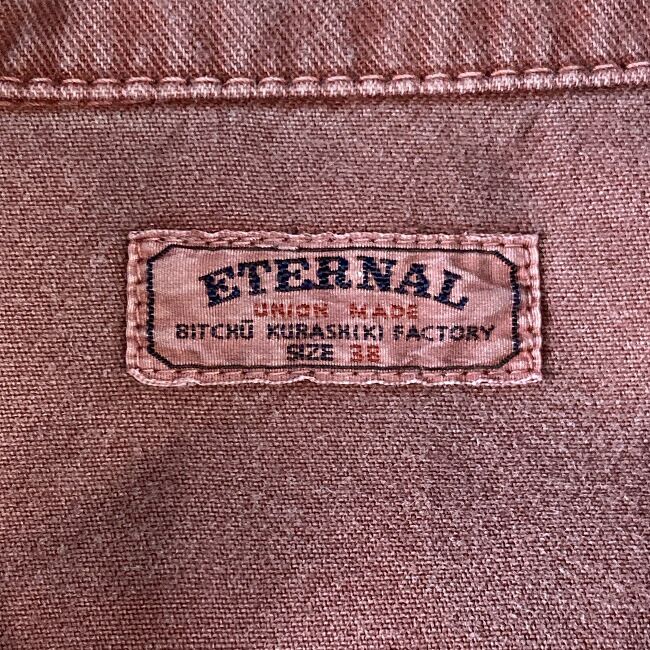 ETERNAL
UNION MADE
BITCHŪ KURASH(K) FACTORY
SIZE 38